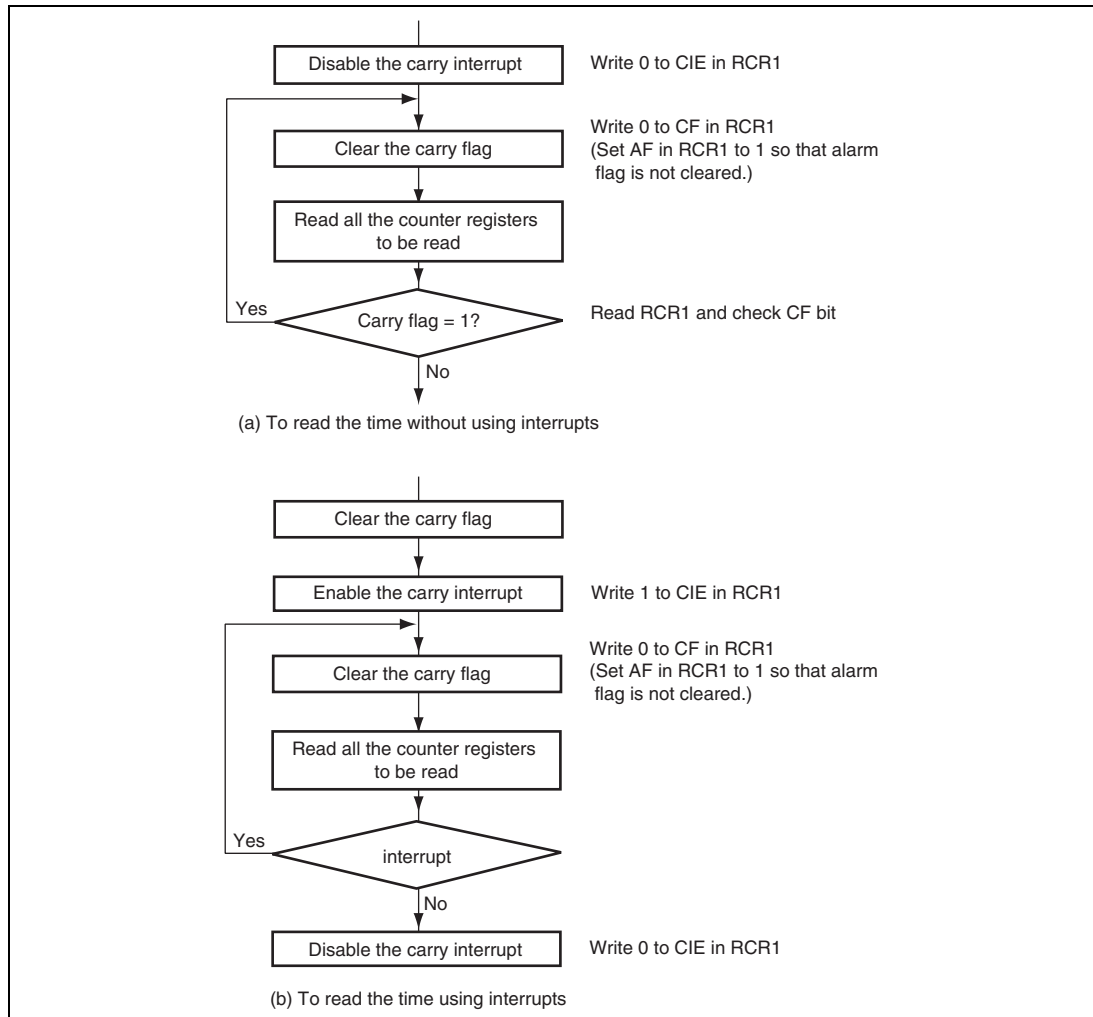 Disable the carry interrupt
Write 0 to CIE in RCR1
Write 0 to CF in RCR1
(Set AF in RCR1 to 1 so that alarm
flag is not cleared.)
Clear the carry flag
Read all the counter registers
to be read
Yes
Carry flag = 1?
Read RCR1 and check CF bit
No
(a) To read the time without using interrupts
Clear the carry flag
Enable the carry interrupt
Write 1 to CIE in RCR1
Write 0 to CF in RCR1
(Set AF in RCR1 to 1 so that alarm
flag is not cleared.)
Clear the carry flag
Read all the counter registers
to be read
Yes
interrupt
No
Disable the carry interrupt
Write 0 to CIE in RCR1
(b) To read the time using interrupts